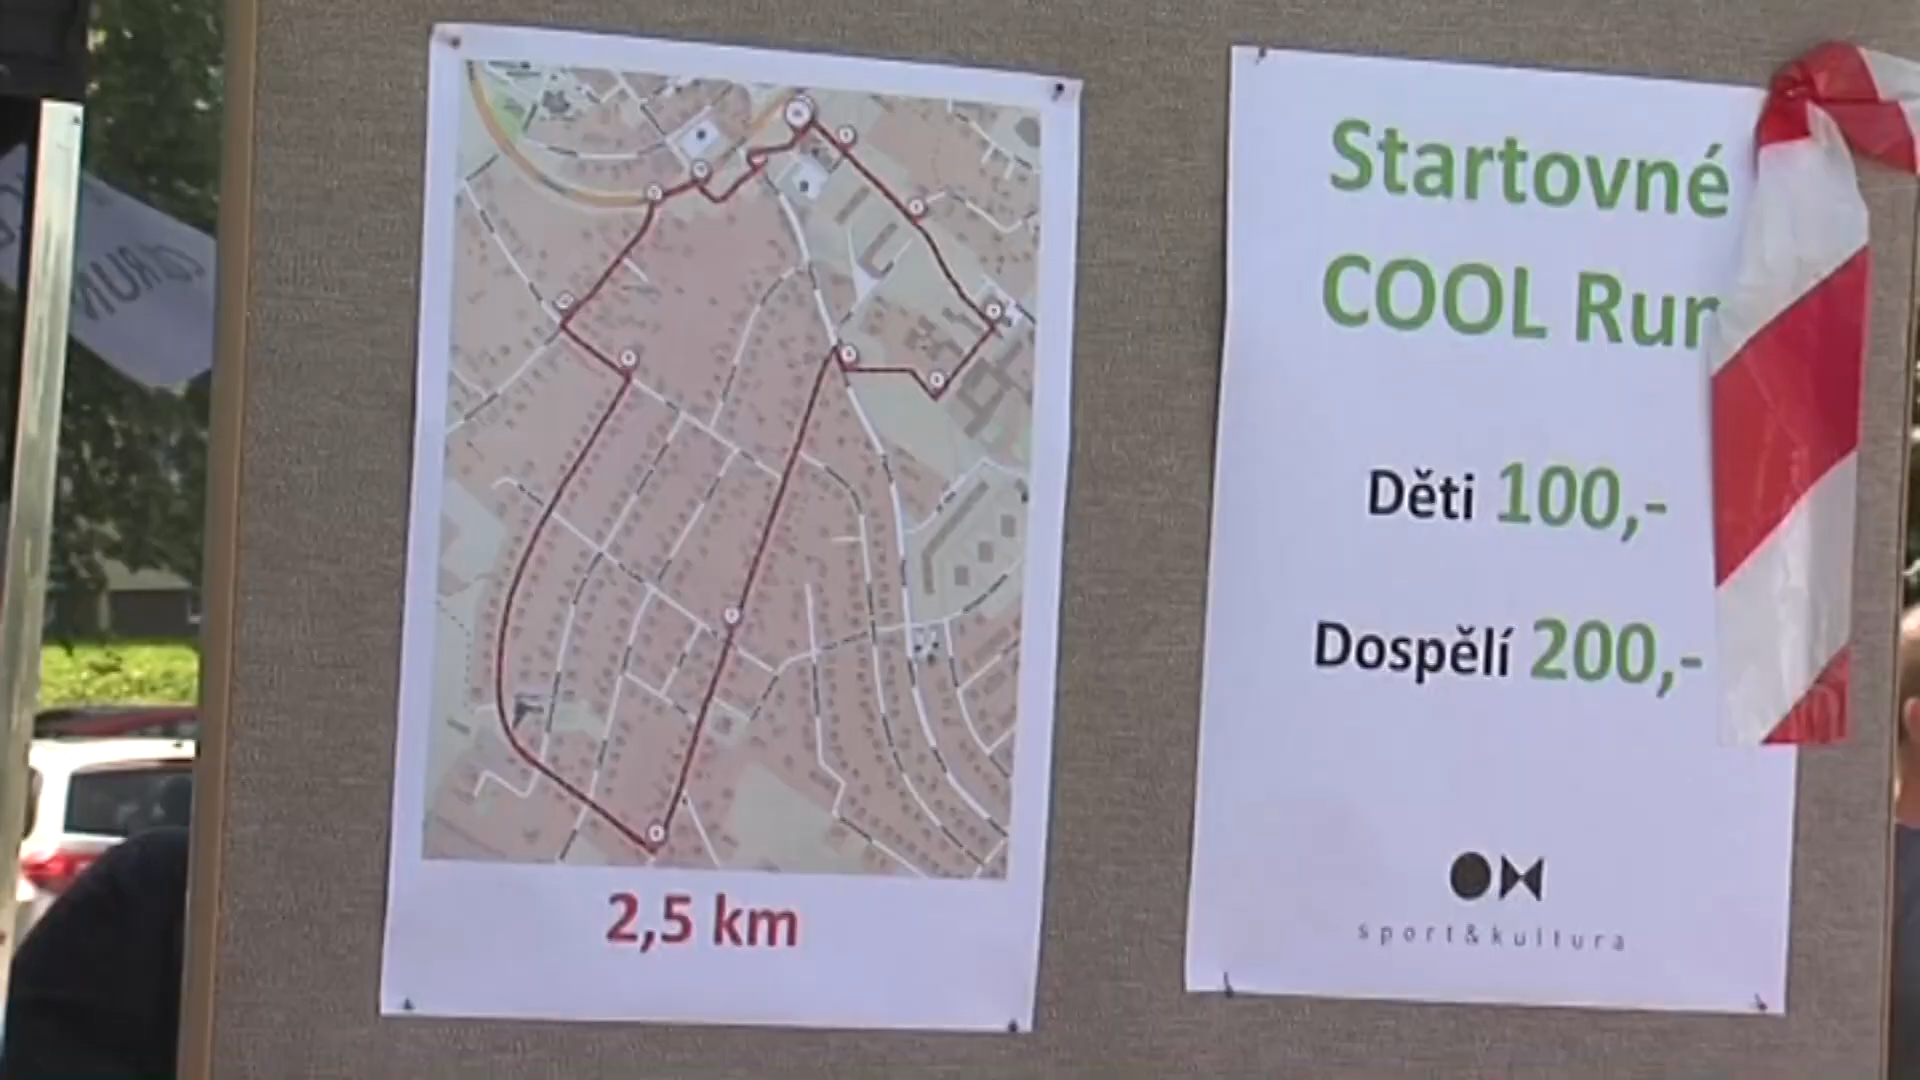 2,5 km
Startovné
COOL Run
Děti 100,-
Dospělí 200,-
sport&kultura